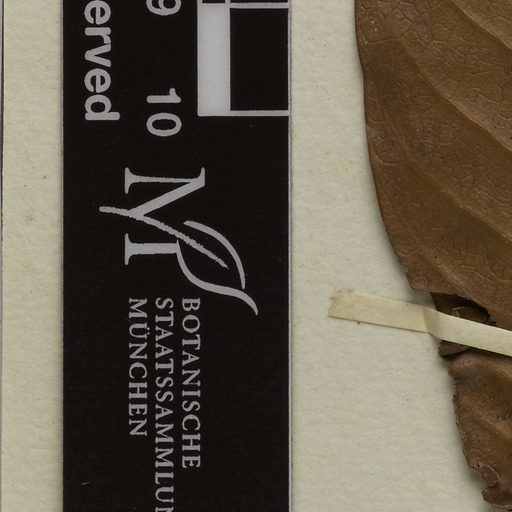 erved
9 10
M
BOTANISCHE
STAATSSAMMLUN
MÜNCHEN